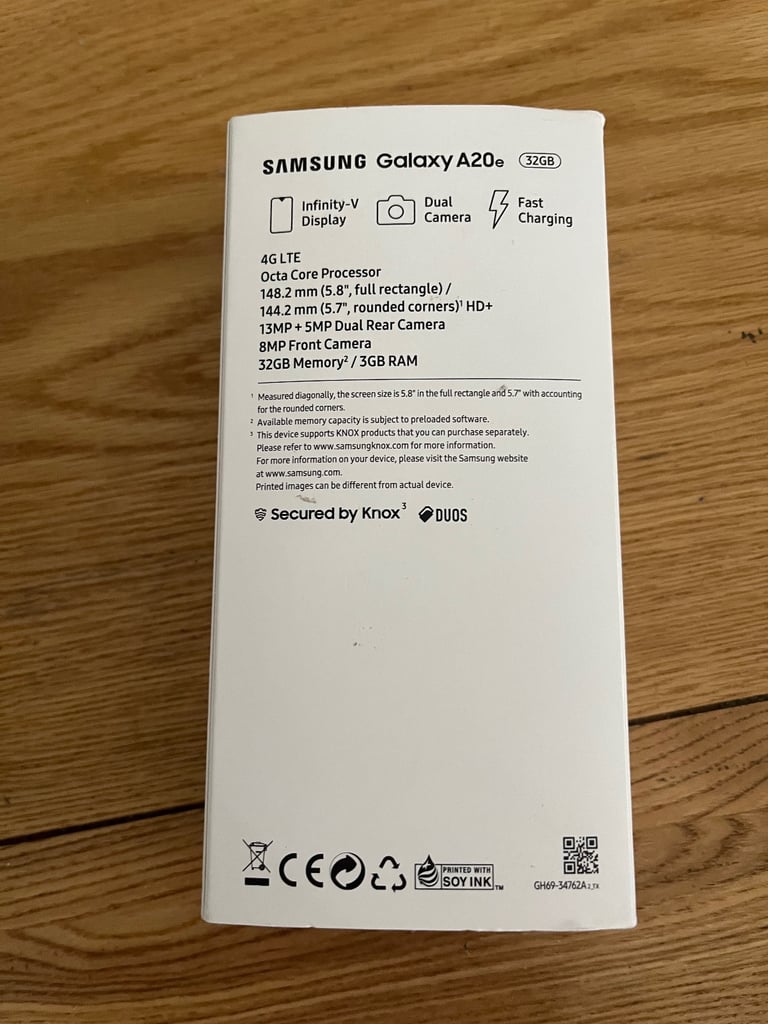 SAMSUNG Galaxy A20e 32GB
Infinity-V Display
Dual Camera
Fast Charging
4G LTE
Octa Core Processor
148.2 mm (5.8", full rectangle) /
144.2 mm (5.7", rounded corners)¹ HD+
13MP + 5MP Dual Rear Camera
8MP Front Camera
32GB Memory² / 3GB RAM
¹ Measured diagonally, the screen size is 5.8" in the full rectangle and 5.7" with accounting
for the rounded corners.
² Available memory capacity is subject to preloaded software.
³ This device supports KNOX products that you can purchase separately.
Please refer to www.samsungknox.com for more information.
For more information on your device, please visit the Samsung website
at www.samsung.com.
Printed images can be different from actual device.
Secured by Knox³ DUOS
CE PRINTED WITH
SOY INK™
GH69-34762A